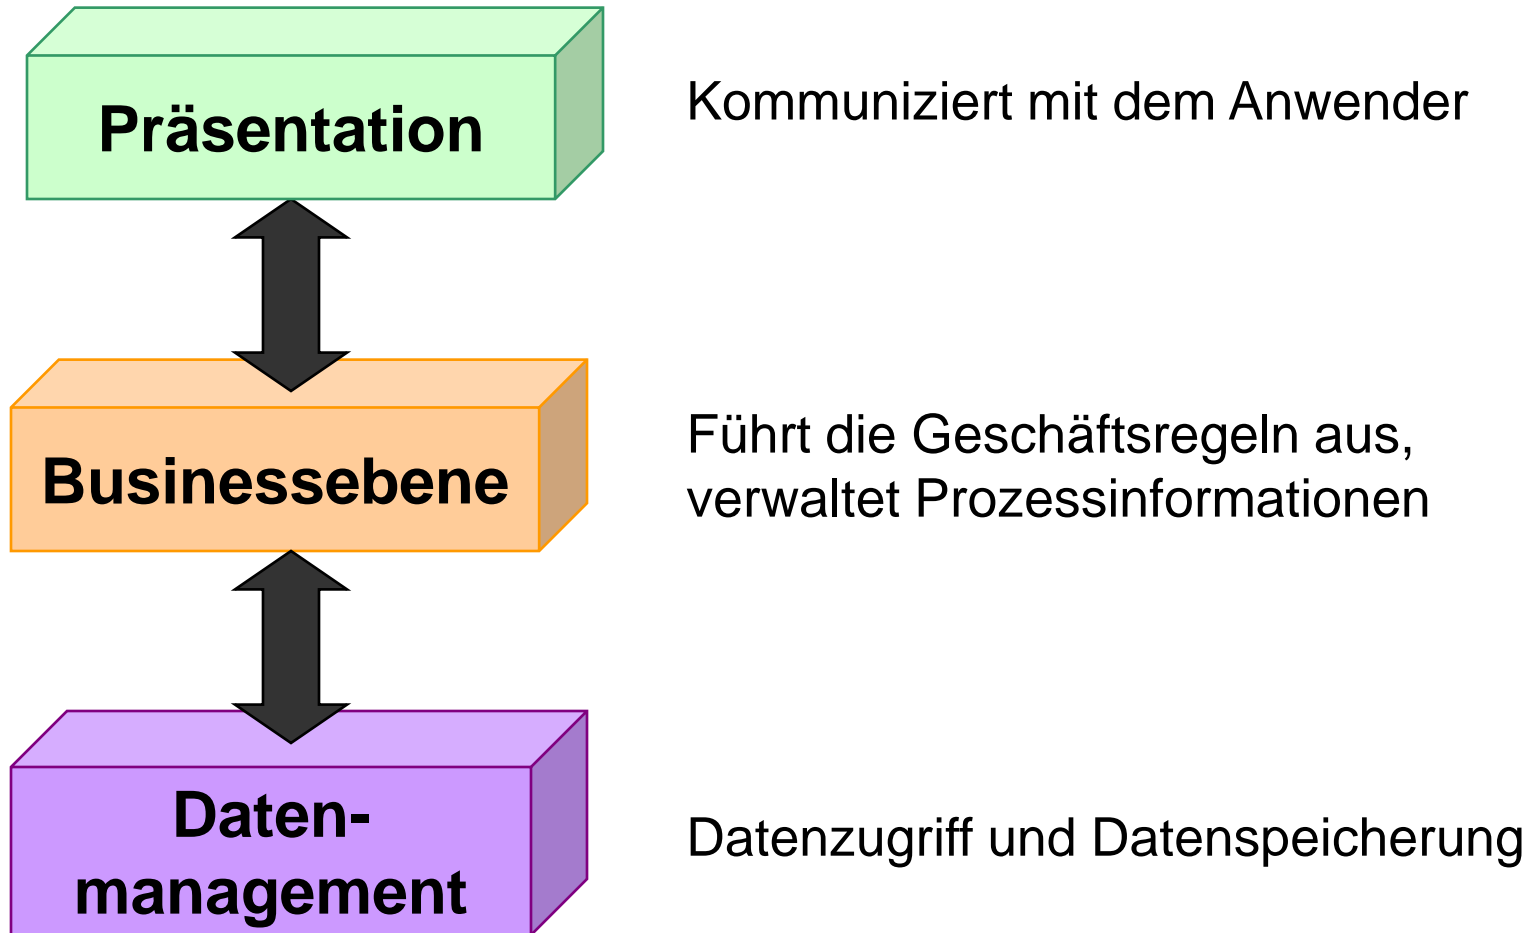 Präsentation
Kommuniziert mit dem Anwender
Businessebene
Führt die Geschäftsregeln aus,
verwaltet Prozessinformationen
Daten-
management
Datenzugriff und Datenspeicherung